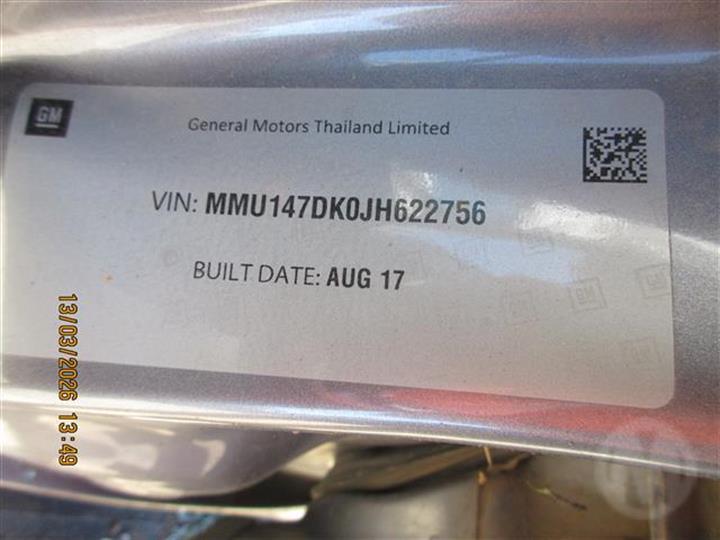 GM
General Motors Thailand Limited
VIN: MMU147DK0JH622756
BUILT DATE: AUG 17
13/03/2026 13:49